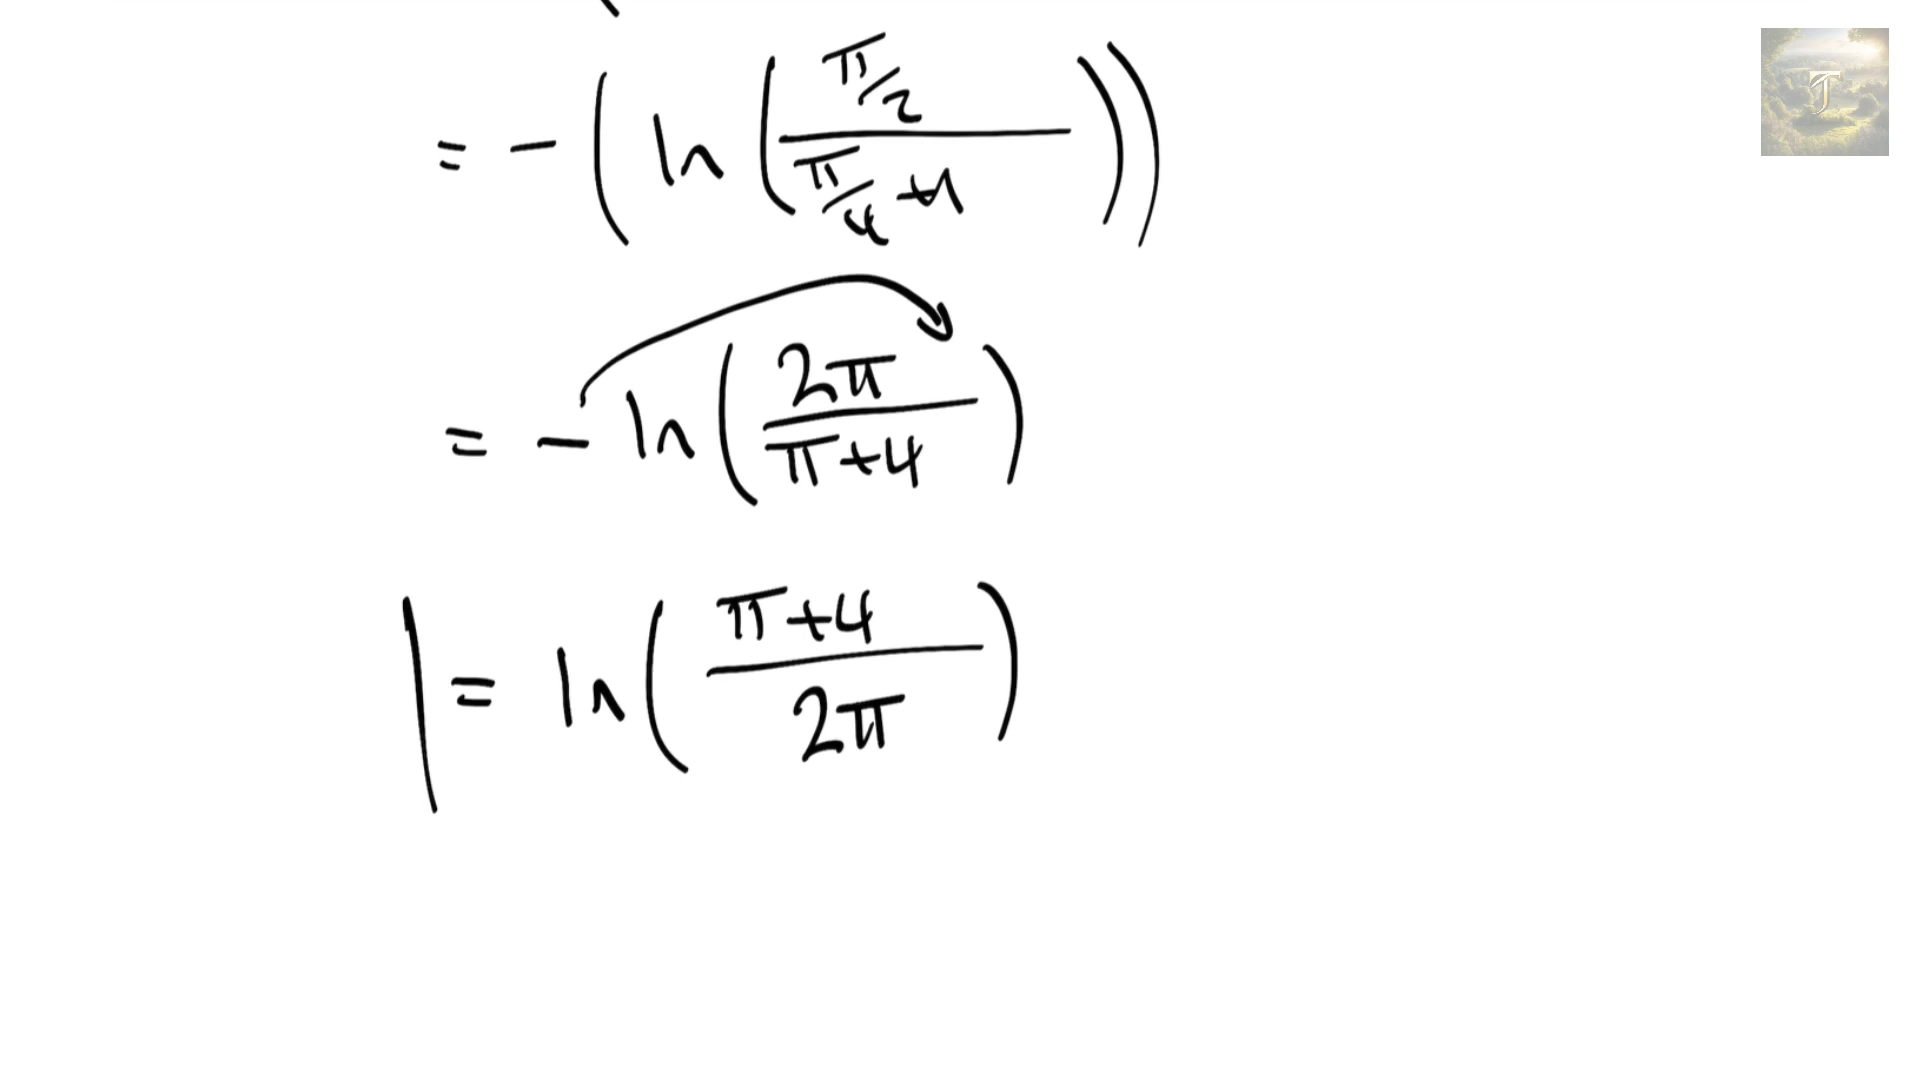 = - ( ln ( (π/2) / (π/4 + 1) ) )
= - ln ( 2π / (π+4) )
I = ln ( (π+4) / 2π )